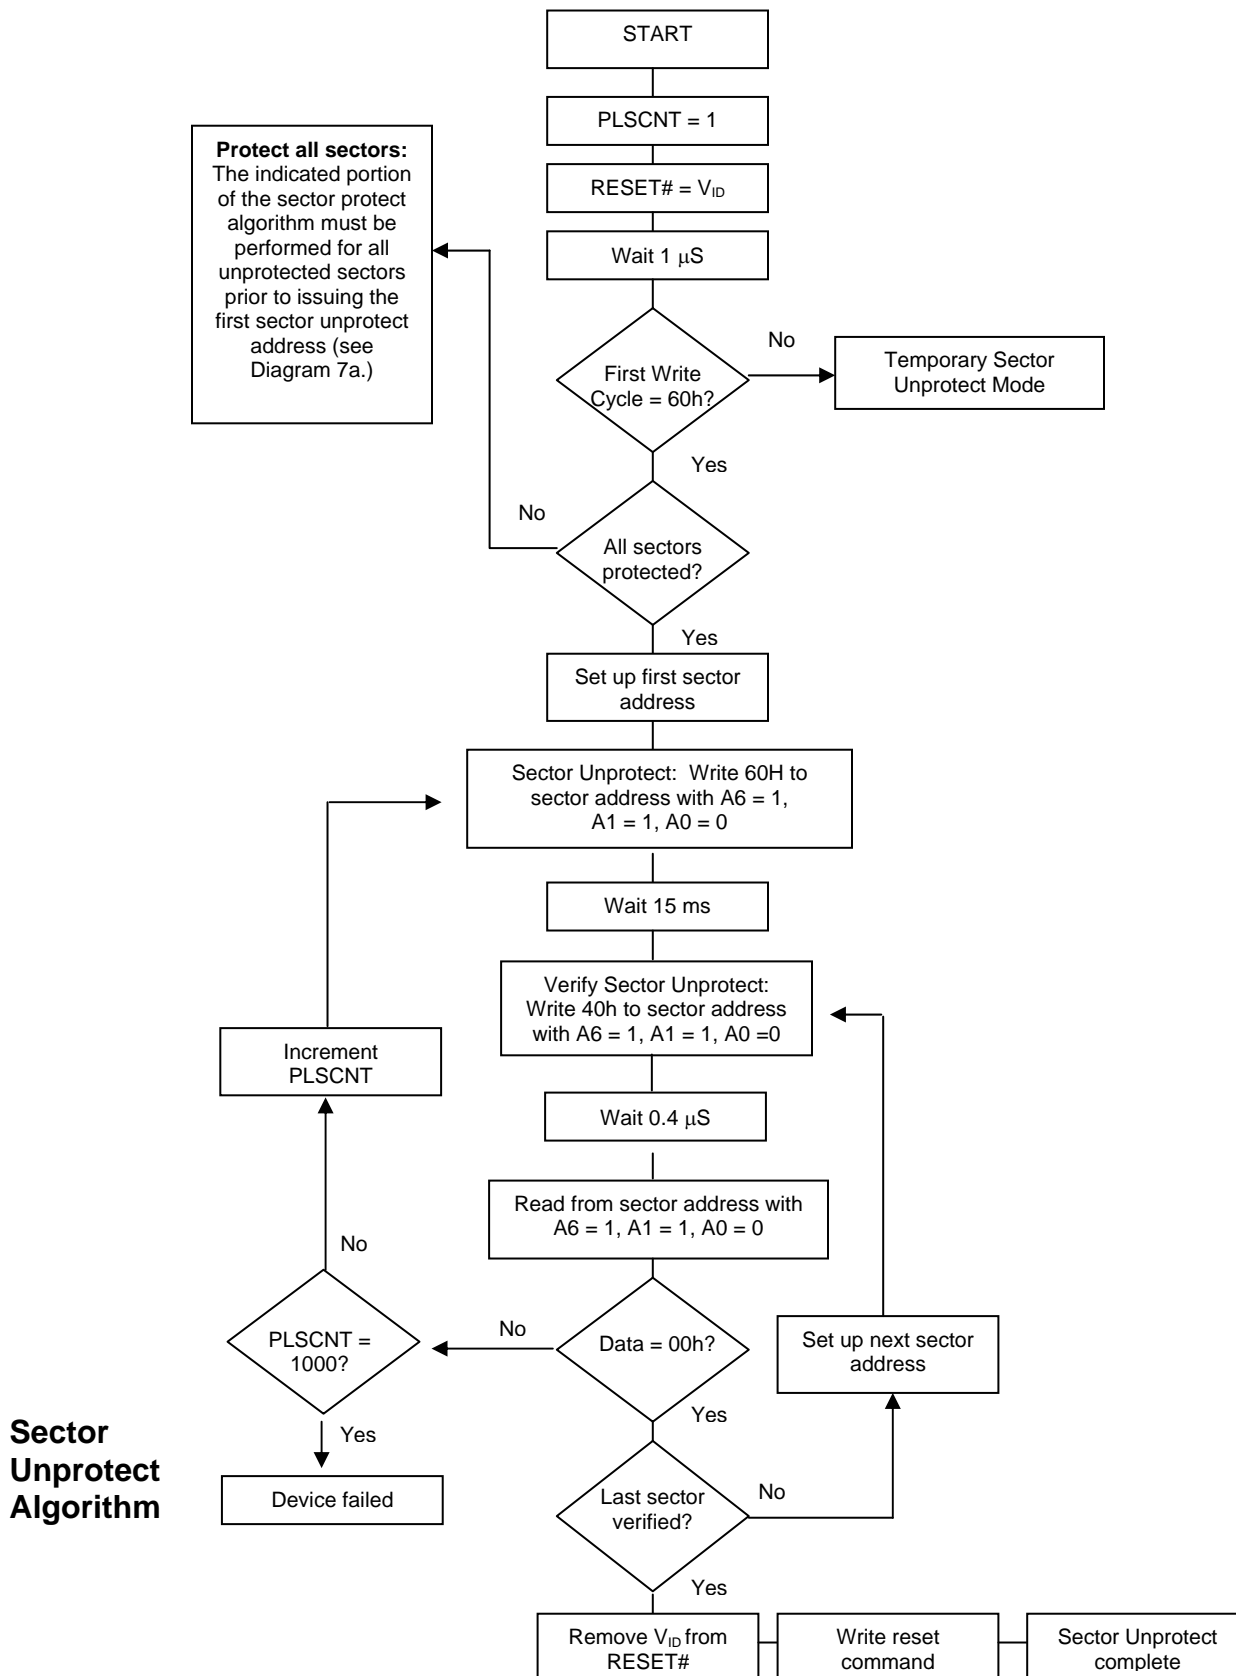 START
PLSCNT = 1
RESET# = VID
Wait 1 μS
Protect all sectors:
The indicated portion
of the sector protect
algorithm must be
performed for all
unprotected sectors
prior to issuing the
first sector unprotect
address (see
Diagram 7a.)
First Write
Cycle = 60h?
No
Temporary Sector
Unprotect Mode
Yes
All sectors
protected?
No
Yes
Set up first sector
address
Sector Unprotect: Write 60H to
sector address with A6 = 1,
A1 = 1, A0 = 0
Wait 15 ms
Verify Sector Unprotect:
Write 40h to sector address
with A6 = 1, A1 = 1, A0 =0
Increment
PLSCNT
Wait 0.4 μS
Read from sector address with
A6 = 1, A1 = 1, A0 = 0
No
PLSCNT =
1000?
No
Data = 00h?
Set up next sector
address
Yes
Yes
Sector
Unprotect
Algorithm
Device failed
Last sector
verified?
No
Yes
Remove VID from
RESET#
Write reset
command
Sector Unprotect
complete